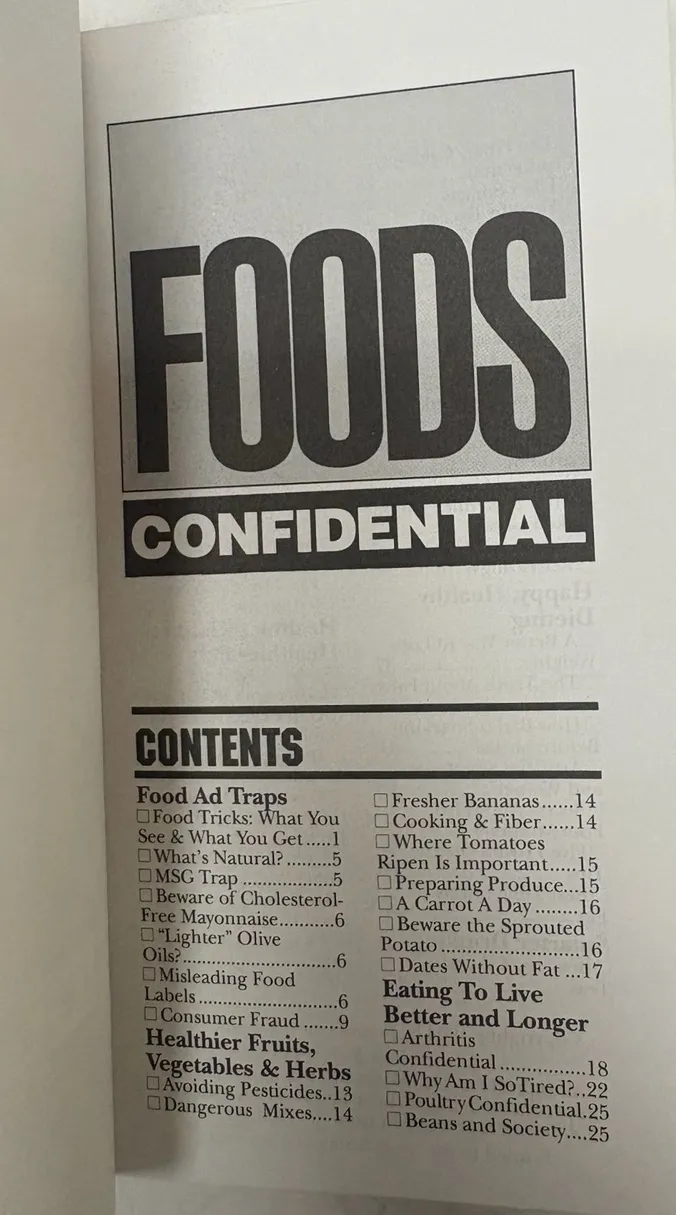 FOODS
CONFIDENTIAL
CONTENTS
Food Ad Traps
☐ Food Tricks: What You
See & What You Get.....1
☐ What's Natural? .........5
☐ MSG Trap ..................5
☐ Beware of Cholesterol-
Free Mayonnaise...........6
☐ "Lighter" Olive
Oils?..............................6
☐ Misleading Food
Labels...........................6
☐ Consumer Fraud .......9
Healthier Fruits,
Vegetables & Herbs
☐ Avoiding Pesticides..13
☐ Dangerous Mixes....14
☐ Fresher Bananas......14
☐ Cooking & Fiber......14
☐ Where Tomatoes
Ripen Is Important.....15
☐ Preparing Produce...15
☐ A Carrot A Day ........16
☐ Beware the Sprouted
Potato ...........................16
☐ Dates Without Fat ...17
Eating To Live
Better and Longer
☐ Arthritis
Confidential ................18
☐ Why Am I So Tired?..22
☐ Poultry Confidential.25
☐ Beans and Society....25